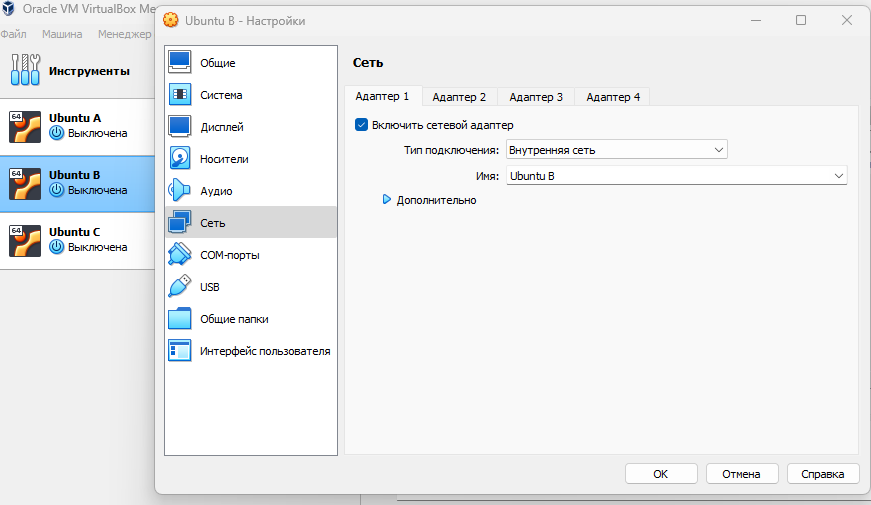 Oracle VM VirtualBox Me
Файл Машина Менеджер
Инструменты
64
Ubuntu A
Выключена
64
Ubuntu B
Выключена
64
Ubuntu C
Выключена
Ubuntu B - Настройки
Общие
Система
Дисплей
Носители
Аудио
Сеть
COM-порты
USB
Общие папки
Интерфейс пользователя
Сеть
Адаптер 1 Адаптер 2 Адаптер 3 Адаптер 4
Включить сетевой адаптер
Тип подключения: Внутренняя сеть
Имя: Ubuntu B
Дополнительно
OK Отмена Справка